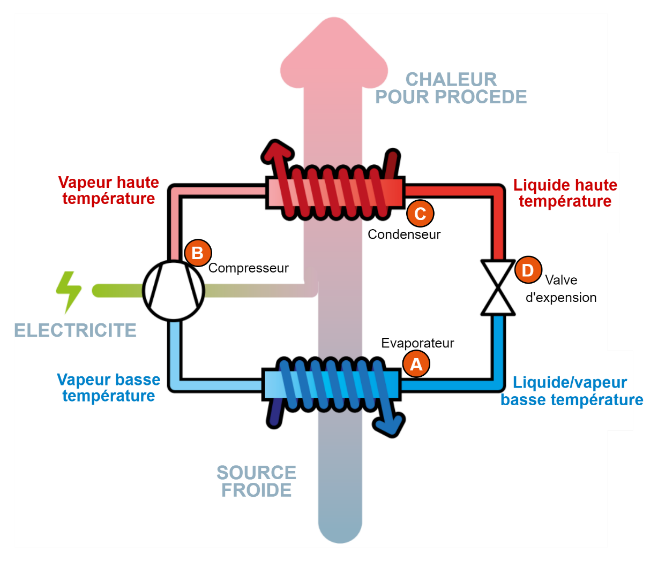 CHALEUR
POUR PROCEDE
Vapeur haute
température
Liquide haute
température
C
Condenseur
B
Compresseur
D
Valve
d'expension
ELECTRICITE
Evaporateur
A
Vapeur basse
température
Liquide/vapeur
basse température
SOURCE
FROIDE